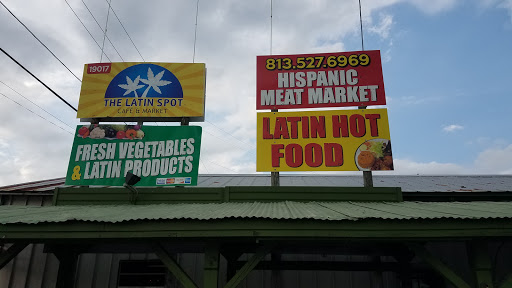 19017
THE LATIN SPOT
CAFE & MARKET
FRESH VEGETABLES
& LATIN PRODUCTS
813.527.6969
HISPANIC
MEAT MARKET
LATIN HOT
FOOD